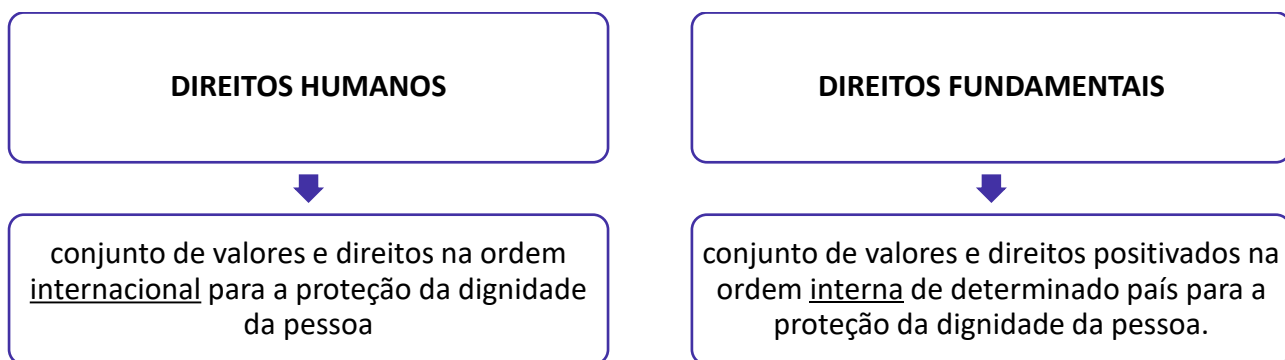 DIREITOS HUMANOS
conjunto de valores e direitos na ordem
internacional para a proteção da dignidade
da pessoa
DIREITOS FUNDAMENTAIS
conjunto de valores e direitos positivados na
ordem interna de determinado país para a
proteção da dignidade da pessoa.